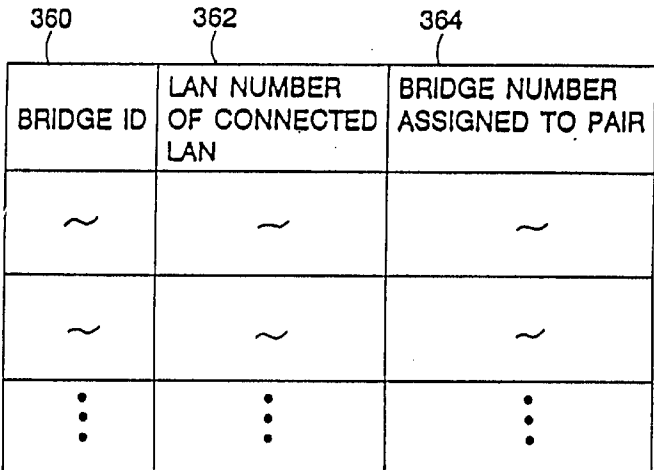 360 362 364
BRIDGE ID
LAN NUMBER
OF CONNECTED
LAN
BRIDGE NUMBER
ASSIGNED TO PAIR
~ ~ ~
~ ~ ~